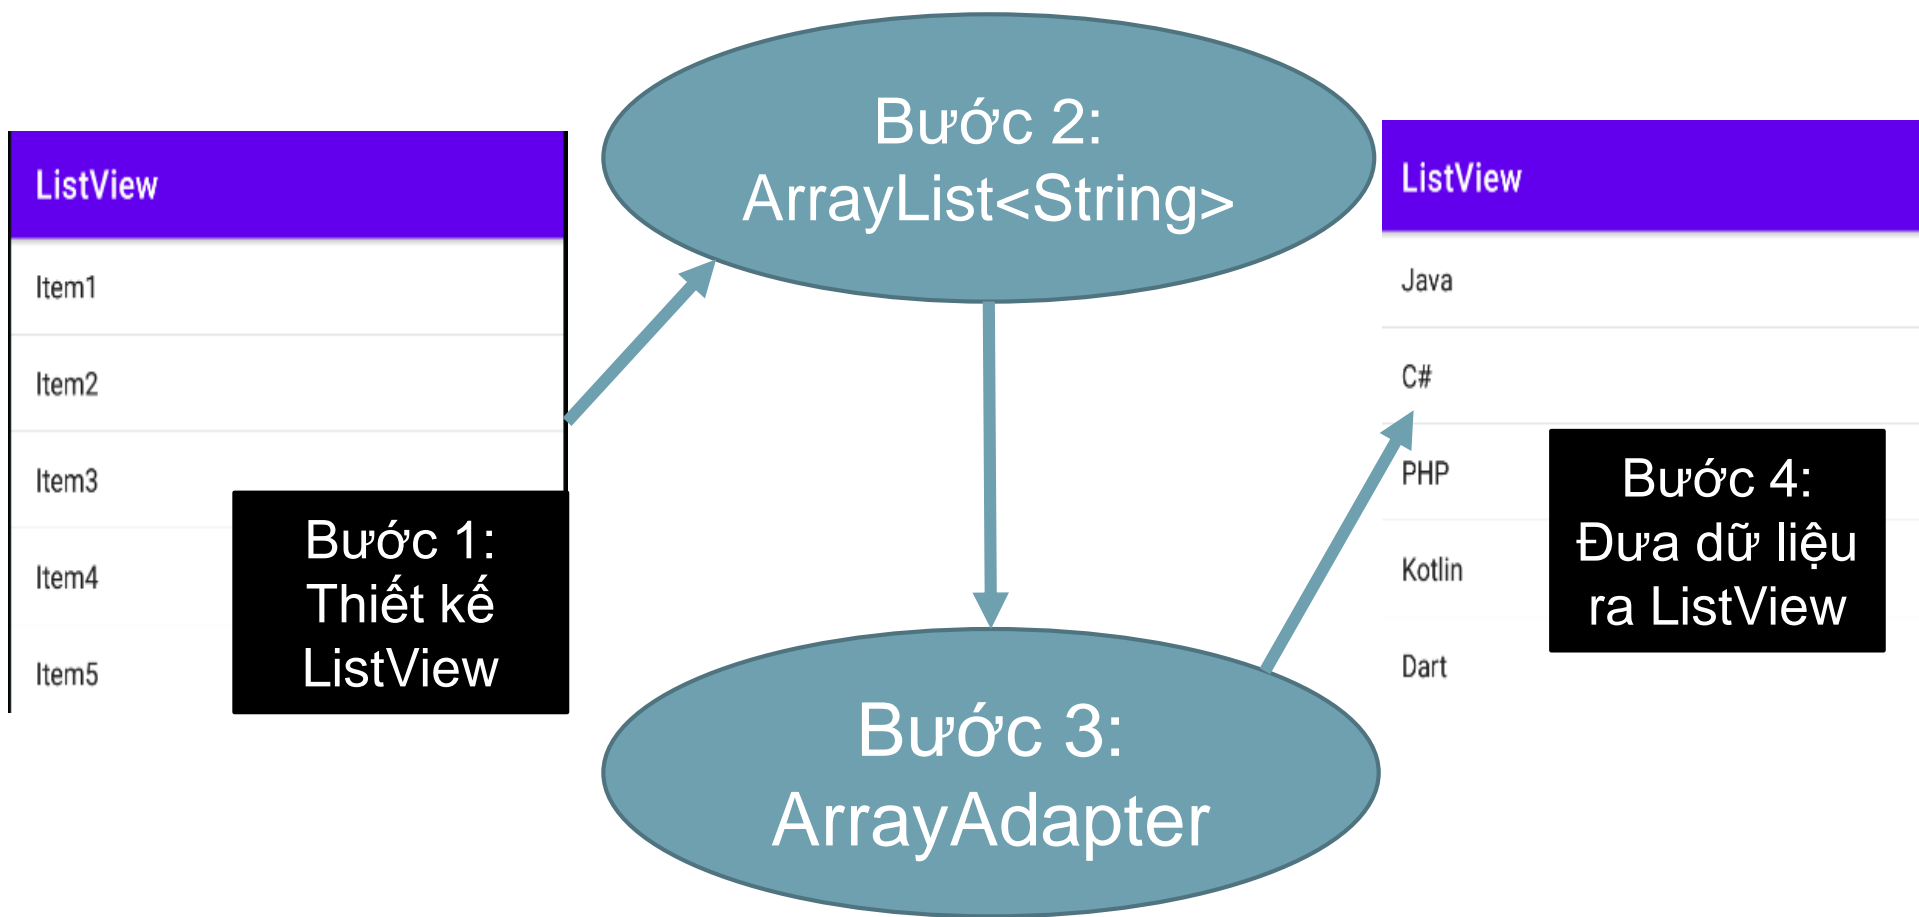 ListView
Item1
Item2
Item3
Item4
Item5
Bước 1:
Thiết kế
ListView
Bước 2:
ArrayList<String>
Bước 3:
ArrayAdapter
ListView
Java
C#
PHP
Kotlin
Dart
Bước 4:
Đưa dữ liệu
ra ListView